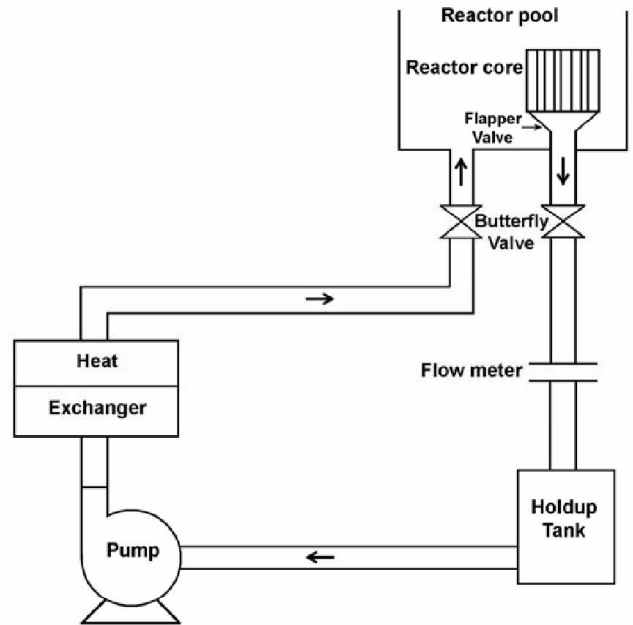 Reactor pool
Reactor core
Flapper
Valve
Butterfly
Valve
Heat
Exchanger
Flow meter
Holdup
Tank
Pump